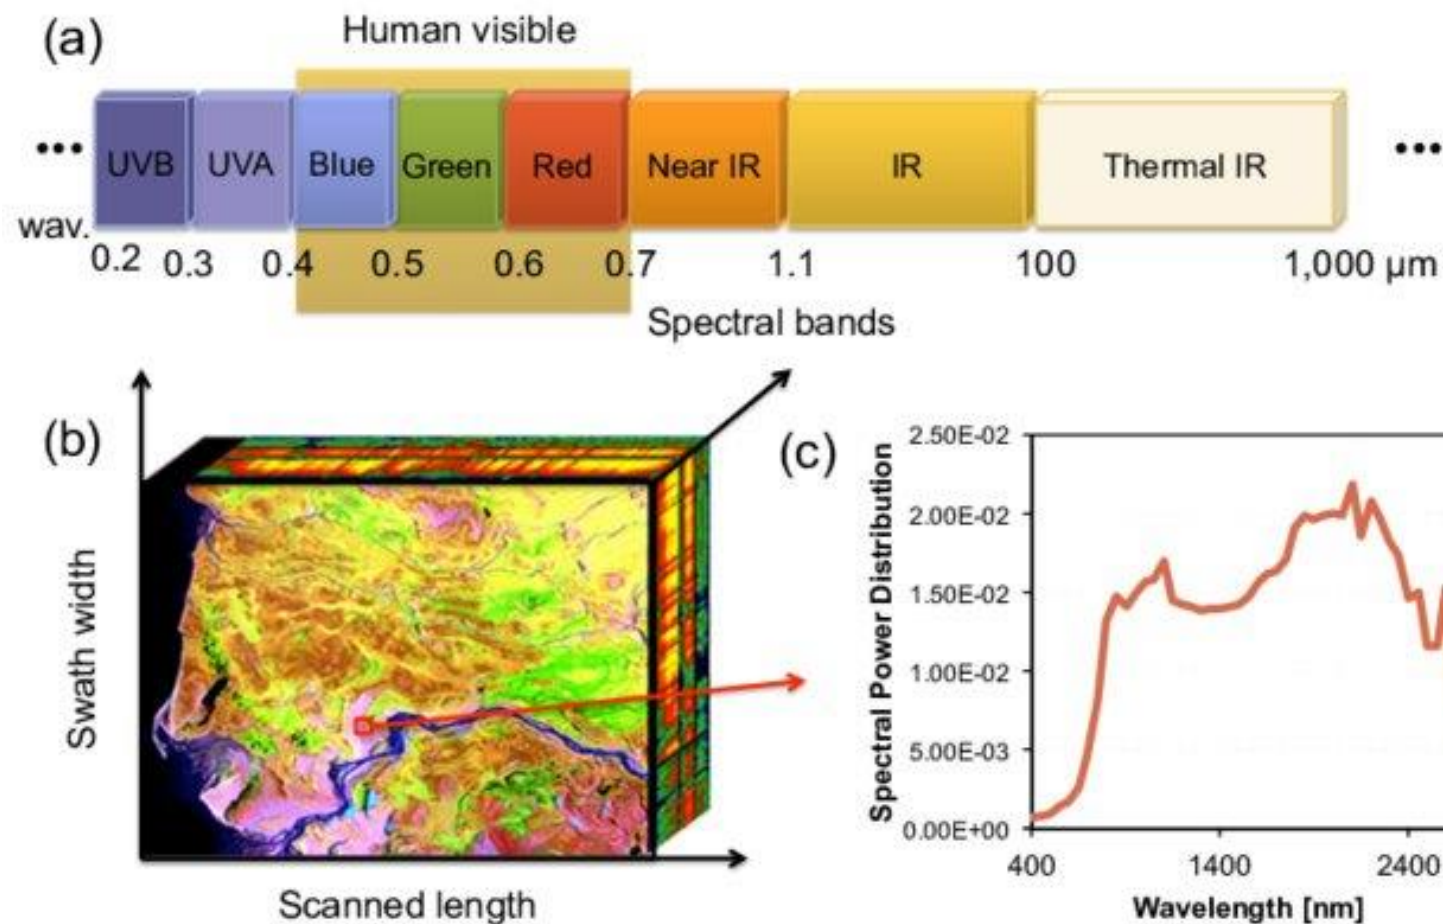 (a)
Human visible
... UVB UVA Blue Green Red Near IR IR Thermal IR ...
wav.
0.2 0.3 0.4 0.5 0.6 0.7 1.1 100 1,000 µm
Spectral bands
(b)
Swath width
Scanned length
(c)
Spectral Power Distribution
2.50E-02
2.00E-02
1.50E-02
1.00E-02
5.00E-03
0.00E+00
400 1400 2400
Wavelength [nm]